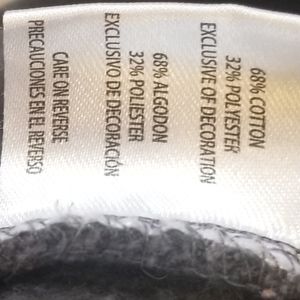 68% COTTON
32% POLYESTER
EXCLUSIVE OF DECORATION
68% ALGODON
32% POLIESTER
EXCLUSIVO DE DECORACIÓN
CARE ON REVERSE
PRECAUCIONES EN EL REVERSO